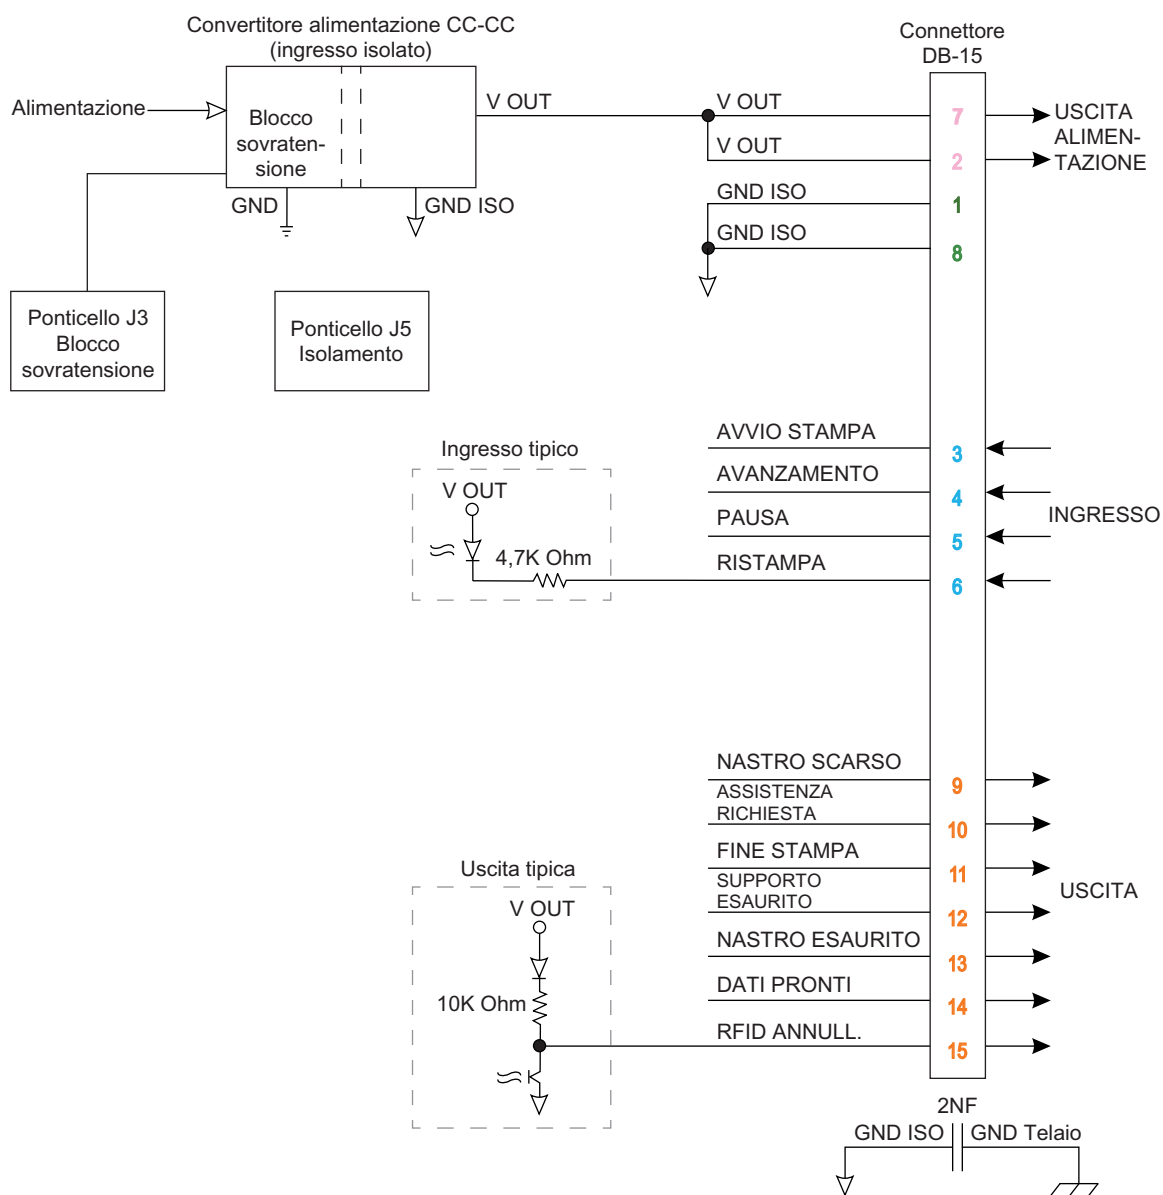 Convertitore alimentazione CC-CC
(ingresso isolato)
Connettore
DB-15
Alimentazione
Blocco
sovraten-
sione
V OUT
V OUT
7
USCITA
ALIMEN-
TAZIONE
V OUT
2
GND
GND ISO
GND ISO
1
GND ISO
8
Ponticello J3
Blocco
sovratensione
Ponticello J5
Isolamento
AVVIO STAMPA
3
AVANZAMENTO
4
PAUSA
5
RISTAMPA
6
INGRESSO
Ingresso tipico
V OUT
4,7K Ohm
NASTRO SCARSO
9
ASSISTENZA
RICHIESTA
10
FINE STAMPA
11
SUPPORTO
ESAURITO
12
NASTRO ESAURITO
13
DATI PRONTI
14
RFID ANNULL.
15
USCITA
Uscita tipica
V OUT
10K Ohm
2NF
GND ISO
GND Telaio